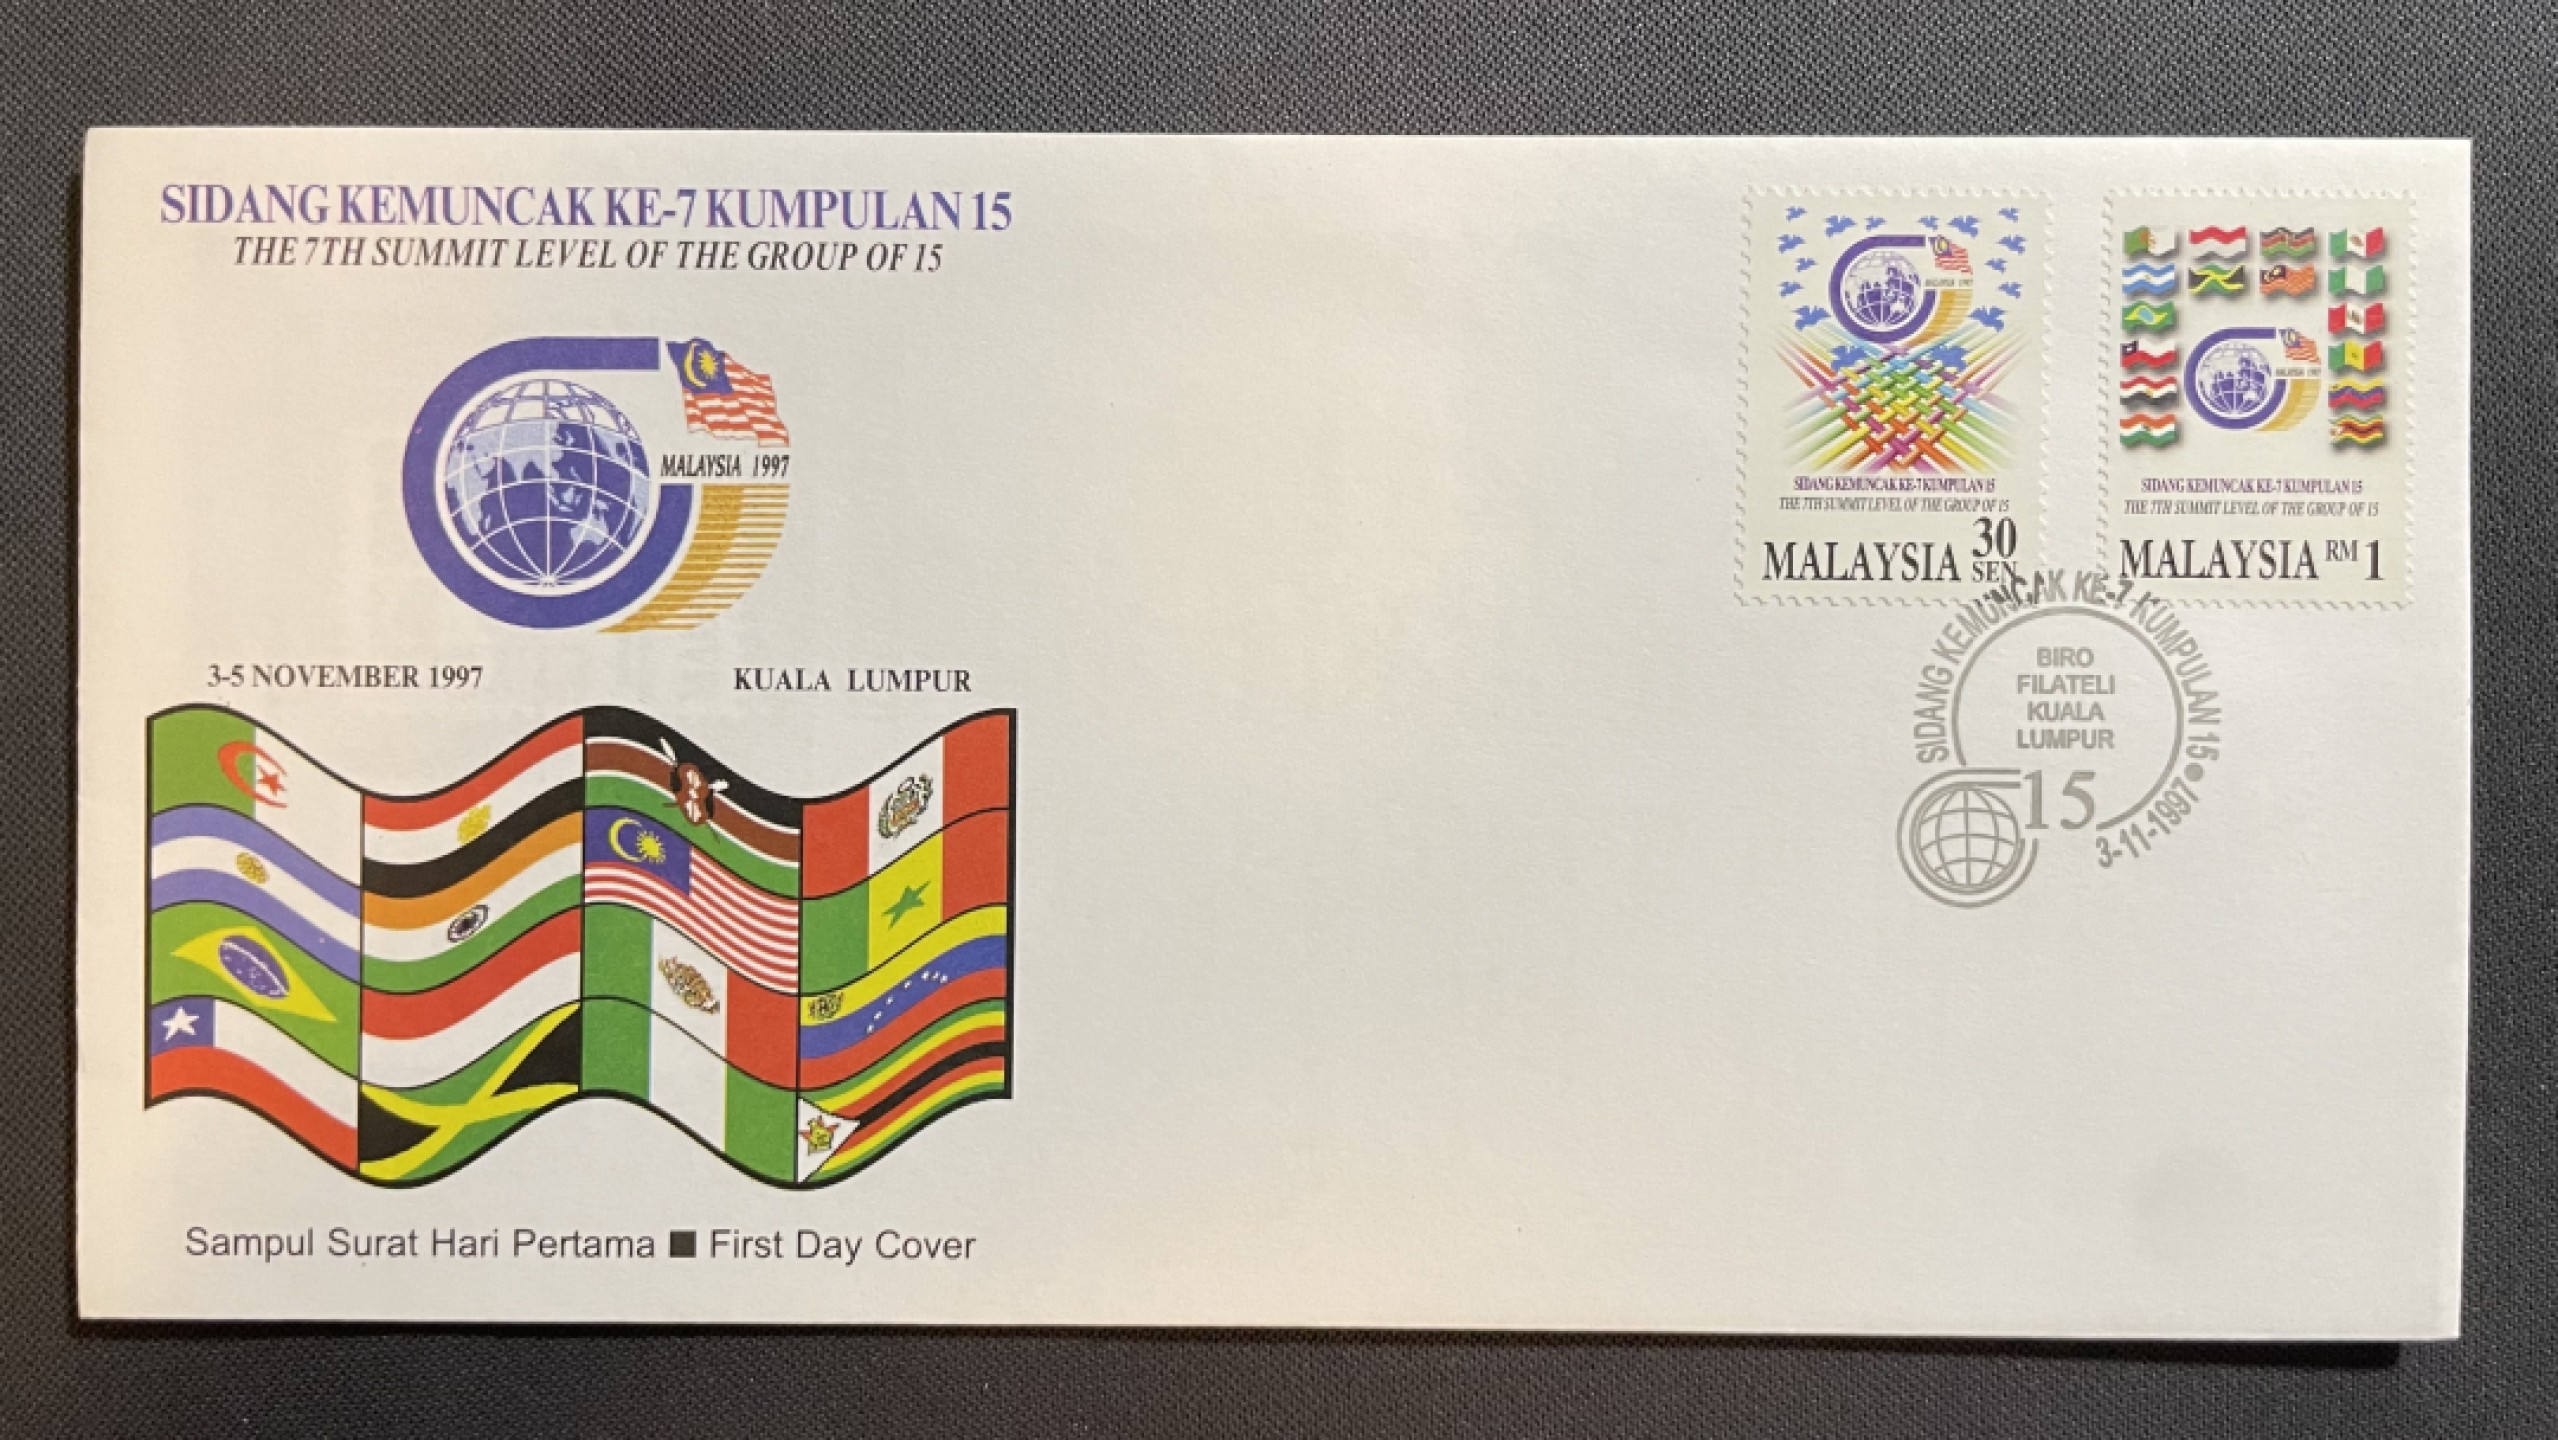 SIDANG KEMUNCAK KE-7 KUMPULAN 15
THE 7TH SUMMIT LEVEL OF THE GROUP OF 15
MALAYSIA 1997
3-5 NOVEMBER 1997
KUALA LUMPUR
Sampul Surat Hari Pertama ■ First Day Cover
MALAYSIA 1997
SIDANG KEMUNCAK KE-7 KUMPULAN 15
THE 7TH SUMMIT LEVEL OF THE GROUP OF 15
MALAYSIA 30 SEN
MALAYSIA 1997
SIDANG KEMUNCAK KE-7 KUMPULAN 15
THE 7TH SUMMIT LEVEL OF THE GROUP OF 15
MALAYSIA RM 1
SIDANG KEMUNCAK KE-7 KUMPULAN 15 ● 3-11-1997
BIRO
FILATELI
KUALA
LUMPUR
15